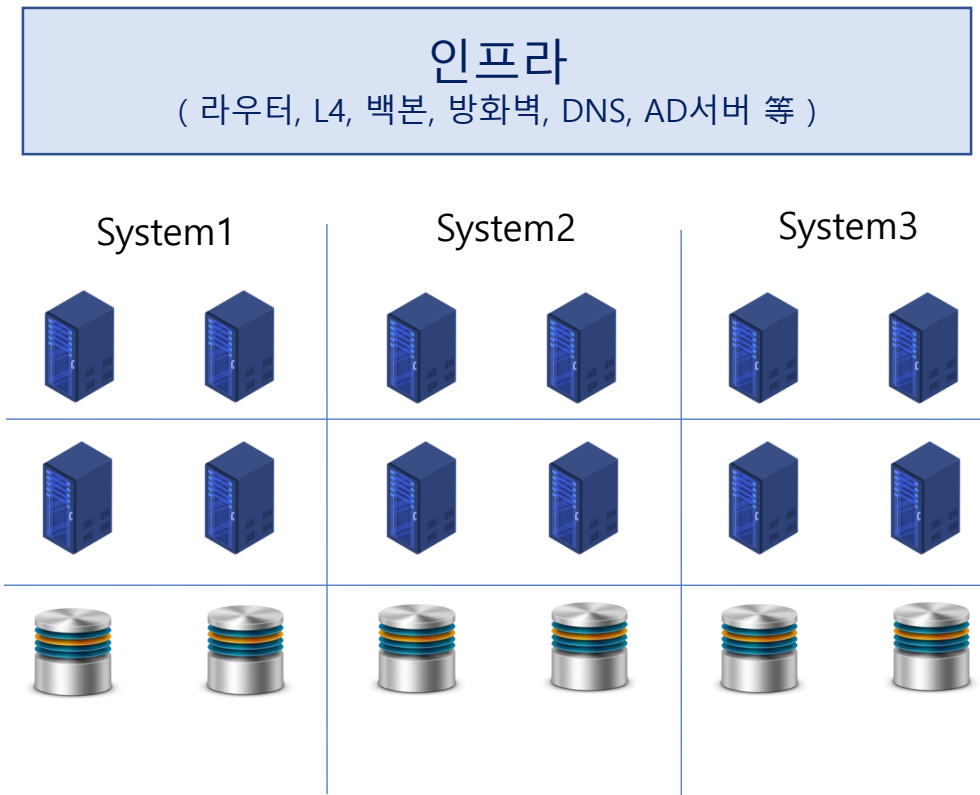 인프라
( 라우터, L4, 백본, 방화벽, DNS, AD서버 等 )
System1
System2
System3